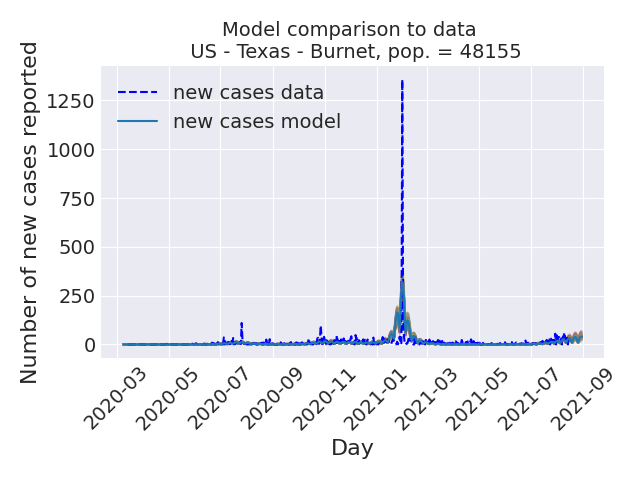 Model comparison to data
US - Texas - Burnet, pop. = 48155
Number of new cases reported
1250
1000
750
500
250
0
new cases data
new cases model
2020-03
2020-05
2020-07
2020-09
2020-11
2021-01
2021-03
2021-05
2021-07
2021-09
Day